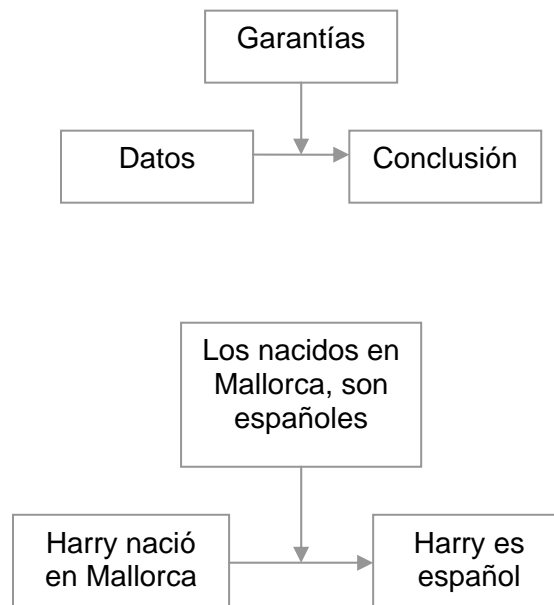 Garantías
Datos
Conclusión
Los nacidos en
Mallorca, son
españoles
Harry nació
en Mallorca
Harry es
español